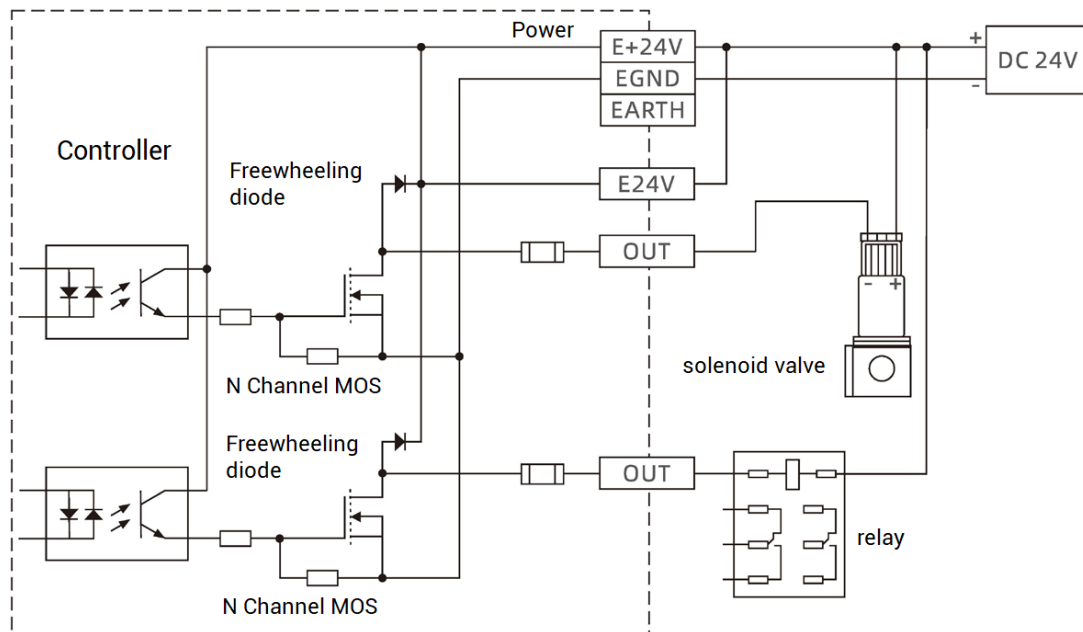 Power
E+24V
+
DC 24V
EGND
-
EARTH
Controller
Freewheeling
diode
E24V
OUT
- +
solenoid valve
N Channel MOS
Freewheeling
diode
OUT
relay
N Channel MOS